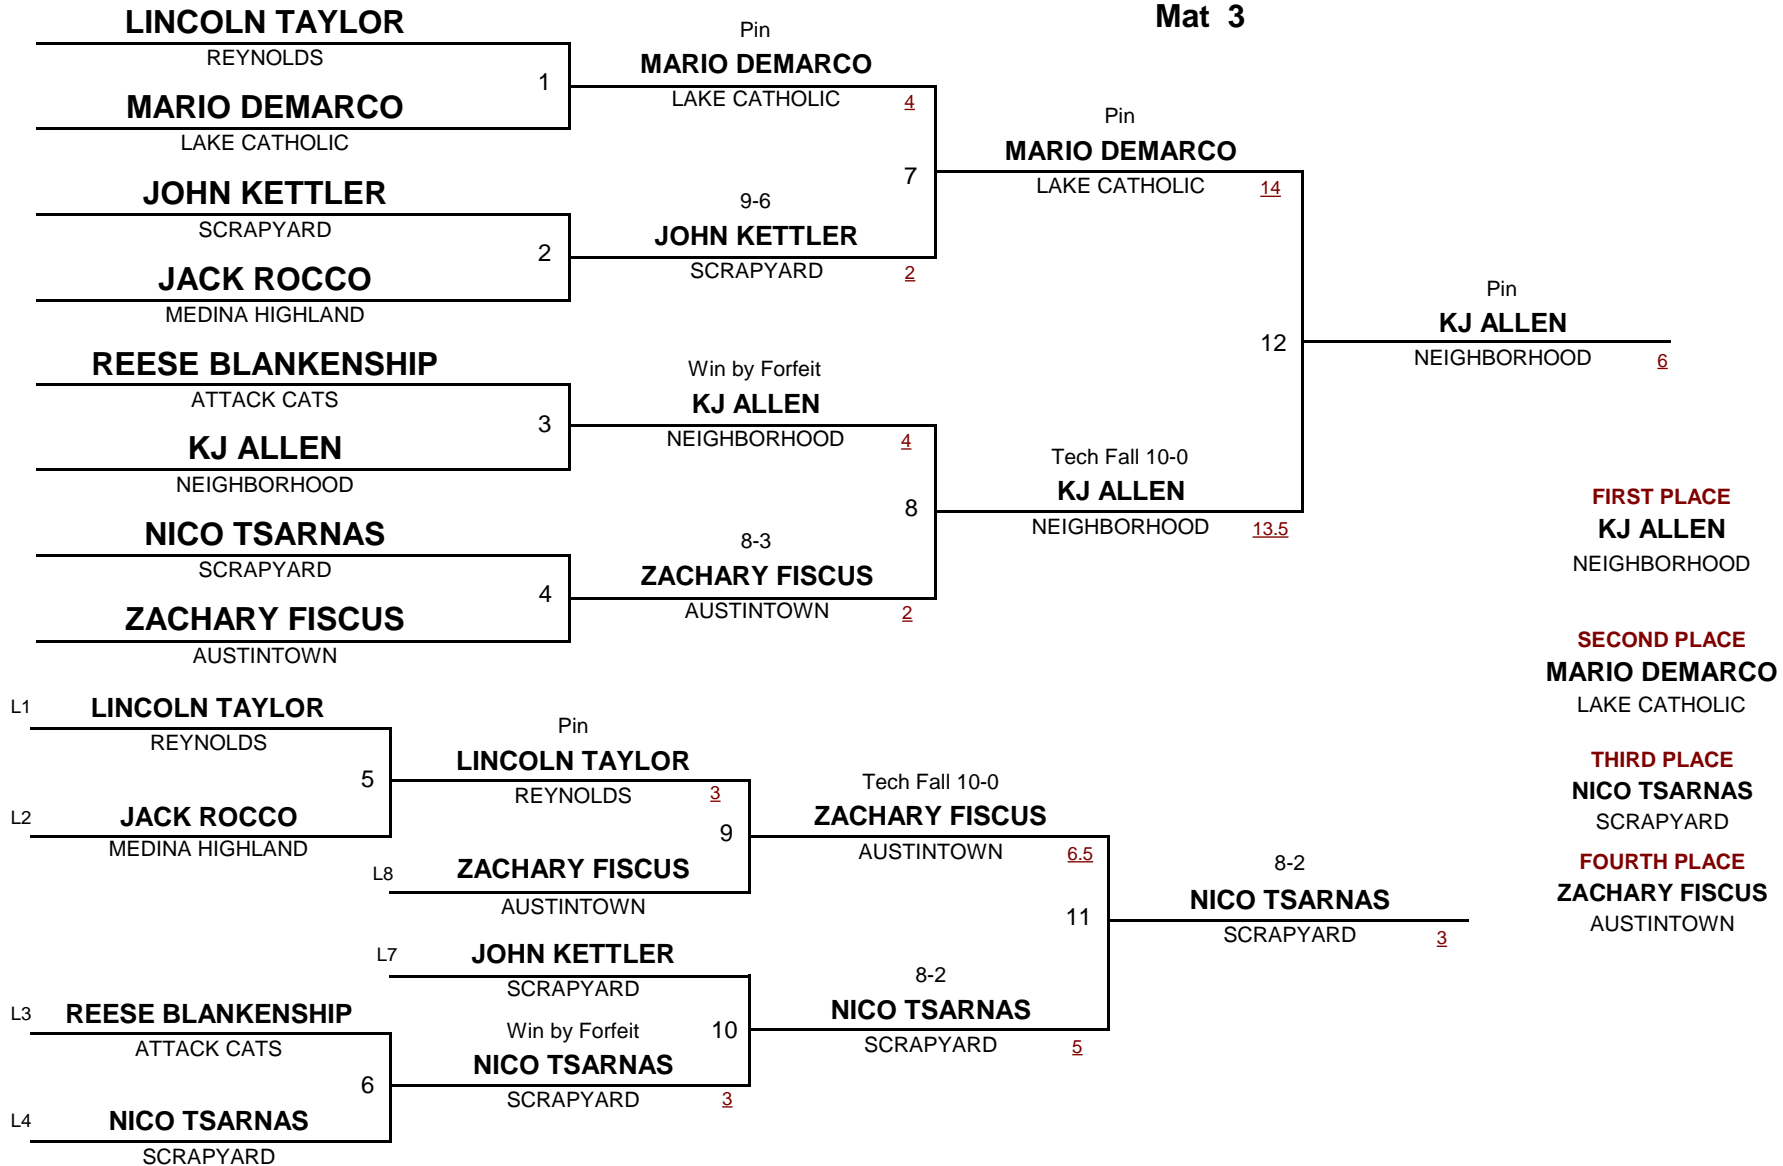 Mat 3
LINCOLN TAYLOR
REYNOLDS
1
MARIO DEMARCO
LAKE CATHOLIC
JOHN KETTLER
SCRAPYARD
2
JACK ROCCO
MEDINA HIGHLAND
REESE BLANKENSHIP
ATTACK CATS
3
KJ ALLEN
NEIGHBORHOOD
NICO TSARNAS
SCRAPYARD
4
ZACHARY FISCUS
AUSTINTOWN
Pin
MARIO DEMARCO
LAKE CATHOLIC 4
7
9-6
JOHN KETTLER
SCRAPYARD 2
Win by Forfeit
KJ ALLEN
NEIGHBORHOOD 4
8
8-3
ZACHARY FISCUS
AUSTINTOWN 2
Pin
MARIO DEMARCO
LAKE CATHOLIC 14
12
Tech Fall 10-0
KJ ALLEN
NEIGHBORHOOD 13.5
Pin
KJ ALLEN
NEIGHBORHOOD 6
FIRST PLACE
KJ ALLEN
NEIGHBORHOOD
SECOND PLACE
MARIO DEMARCO
LAKE CATHOLIC
THIRD PLACE
NICO TSARNAS
SCRAPYARD
FOURTH PLACE
ZACHARY FISCUS
AUSTINTOWN
L1 LINCOLN TAYLOR
REYNOLDS
5
L2 JACK ROCCO
MEDINA HIGHLAND
L3 REESE BLANKENSHIP
ATTACK CATS
6
L4 NICO TSARNAS
SCRAPYARD
Pin
LINCOLN TAYLOR
REYNOLDS 3
9
L8 ZACHARY FISCUS
AUSTINTOWN
L7 JOHN KETTLER
SCRAPYARD
10
Win by Forfeit
NICO TSARNAS
SCRAPYARD 3
Tech Fall 10-0
ZACHARY FISCUS
AUSTINTOWN 6.5
11
8-2
NICO TSARNAS
SCRAPYARD 5
8-2
NICO TSARNAS
SCRAPYARD 3